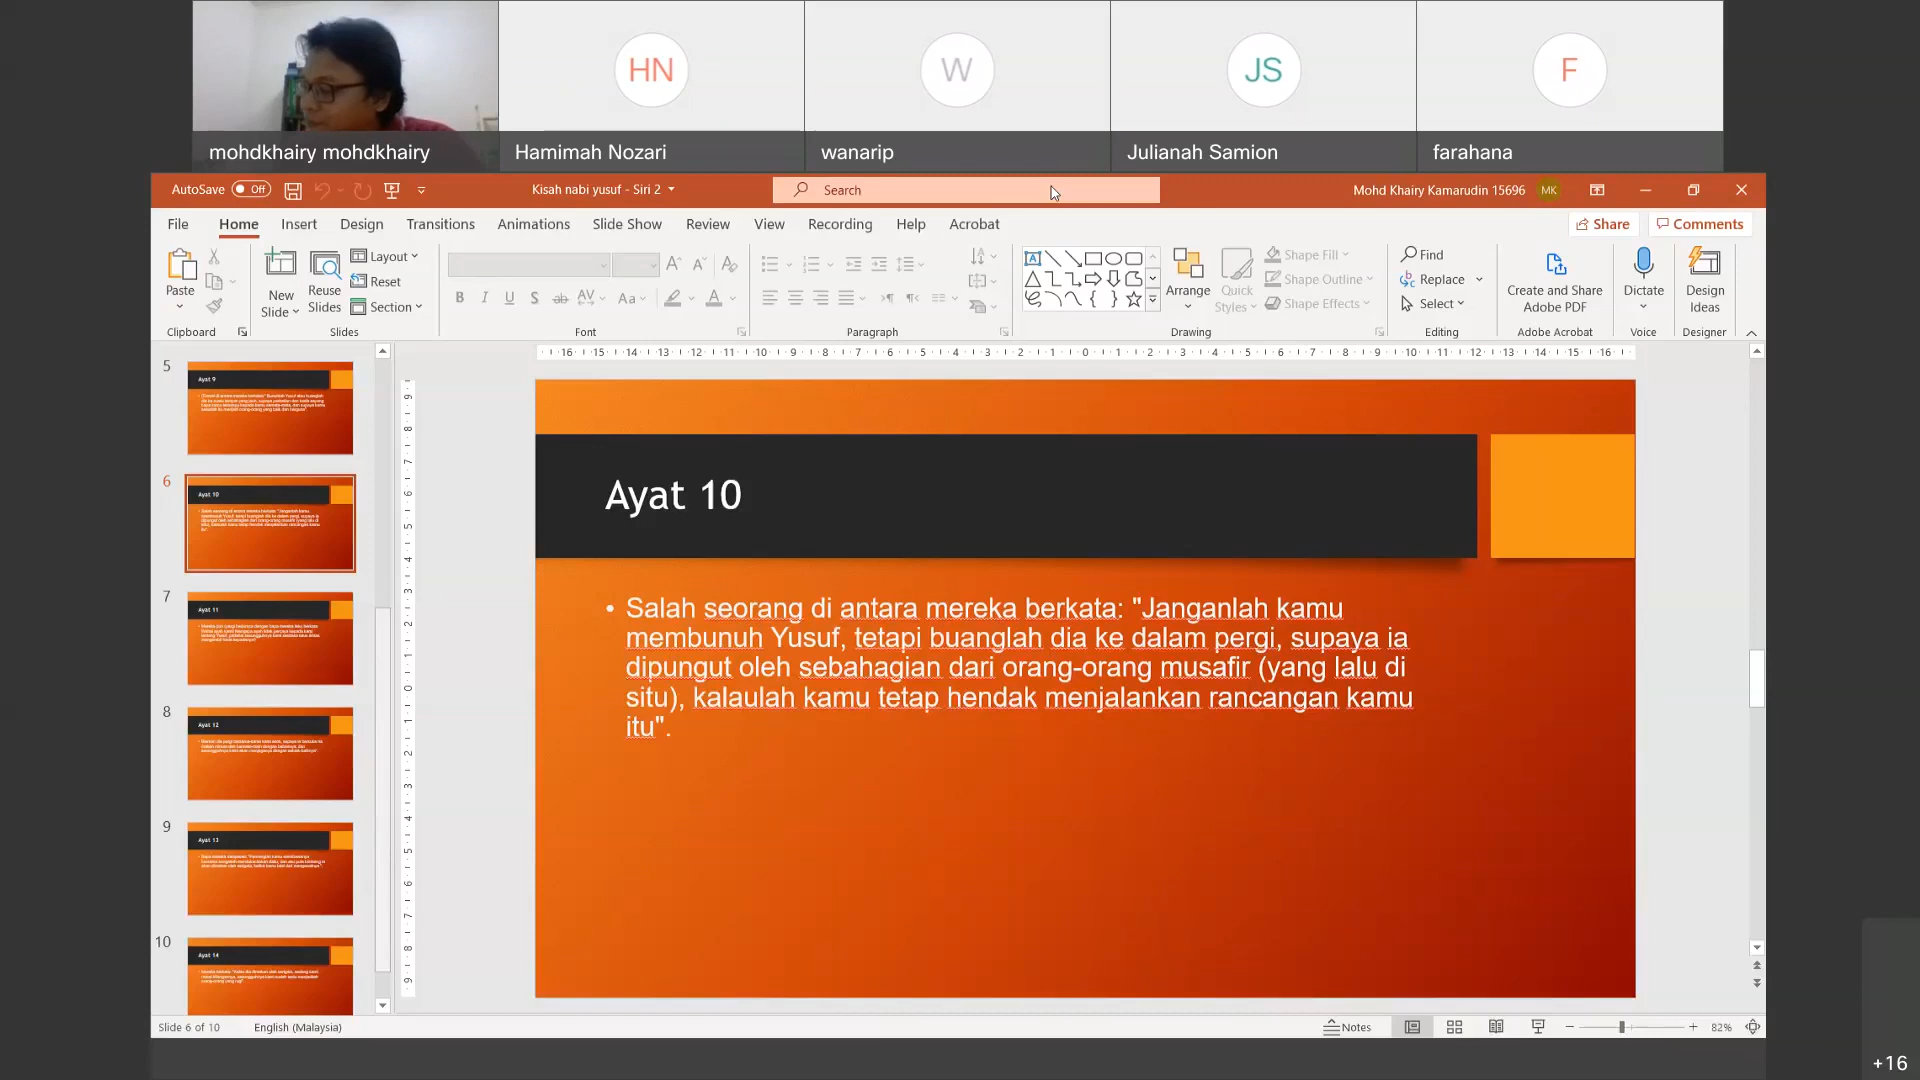 HN
W
JS
F
mohdkhairy mohdkhairy
Hamimah Nozari
wanarip
Julianah Samion
farahana
AutoSave Off
Kisah nabi yusuf - Siri 2
Search
Mohd Khairy Kamarudin 15696
MK
File Home Insert Design Transitions Animations Slide Show Review View Recording Help Acrobat
Share Comments
Paste
Clipboard
New Slide
Reuse Slides
Layout
Reset
Section
Slides
Font
Paragraph
Arrange
Quick Styles
Shape Fill
Shape Outline
Shape Effects
Drawing
Find
Replace
Select
Editing
Create and Share Adobe PDF
Adobe Acrobat
Dictate
Voice
Design Ideas
Designer
5
Ayat 9
6
Ayat 10
7
Ayat 11
8
Ayat 12
9
Ayat 13
10
Ayat 14
Ayat 10
• Salah seorang di antara mereka berkata: "Janganlah kamu
membunuh Yusuf, tetapi buanglah dia ke dalam pergi, supaya ia
dipungut oleh sebahagian dari orang-orang musafir (yang lalu di
situ), kalaulah kamu tetap hendak menjalankan rancangan kamu
itu".
Slide 6 of 10
English (Malaysia)
Notes
82%
+16